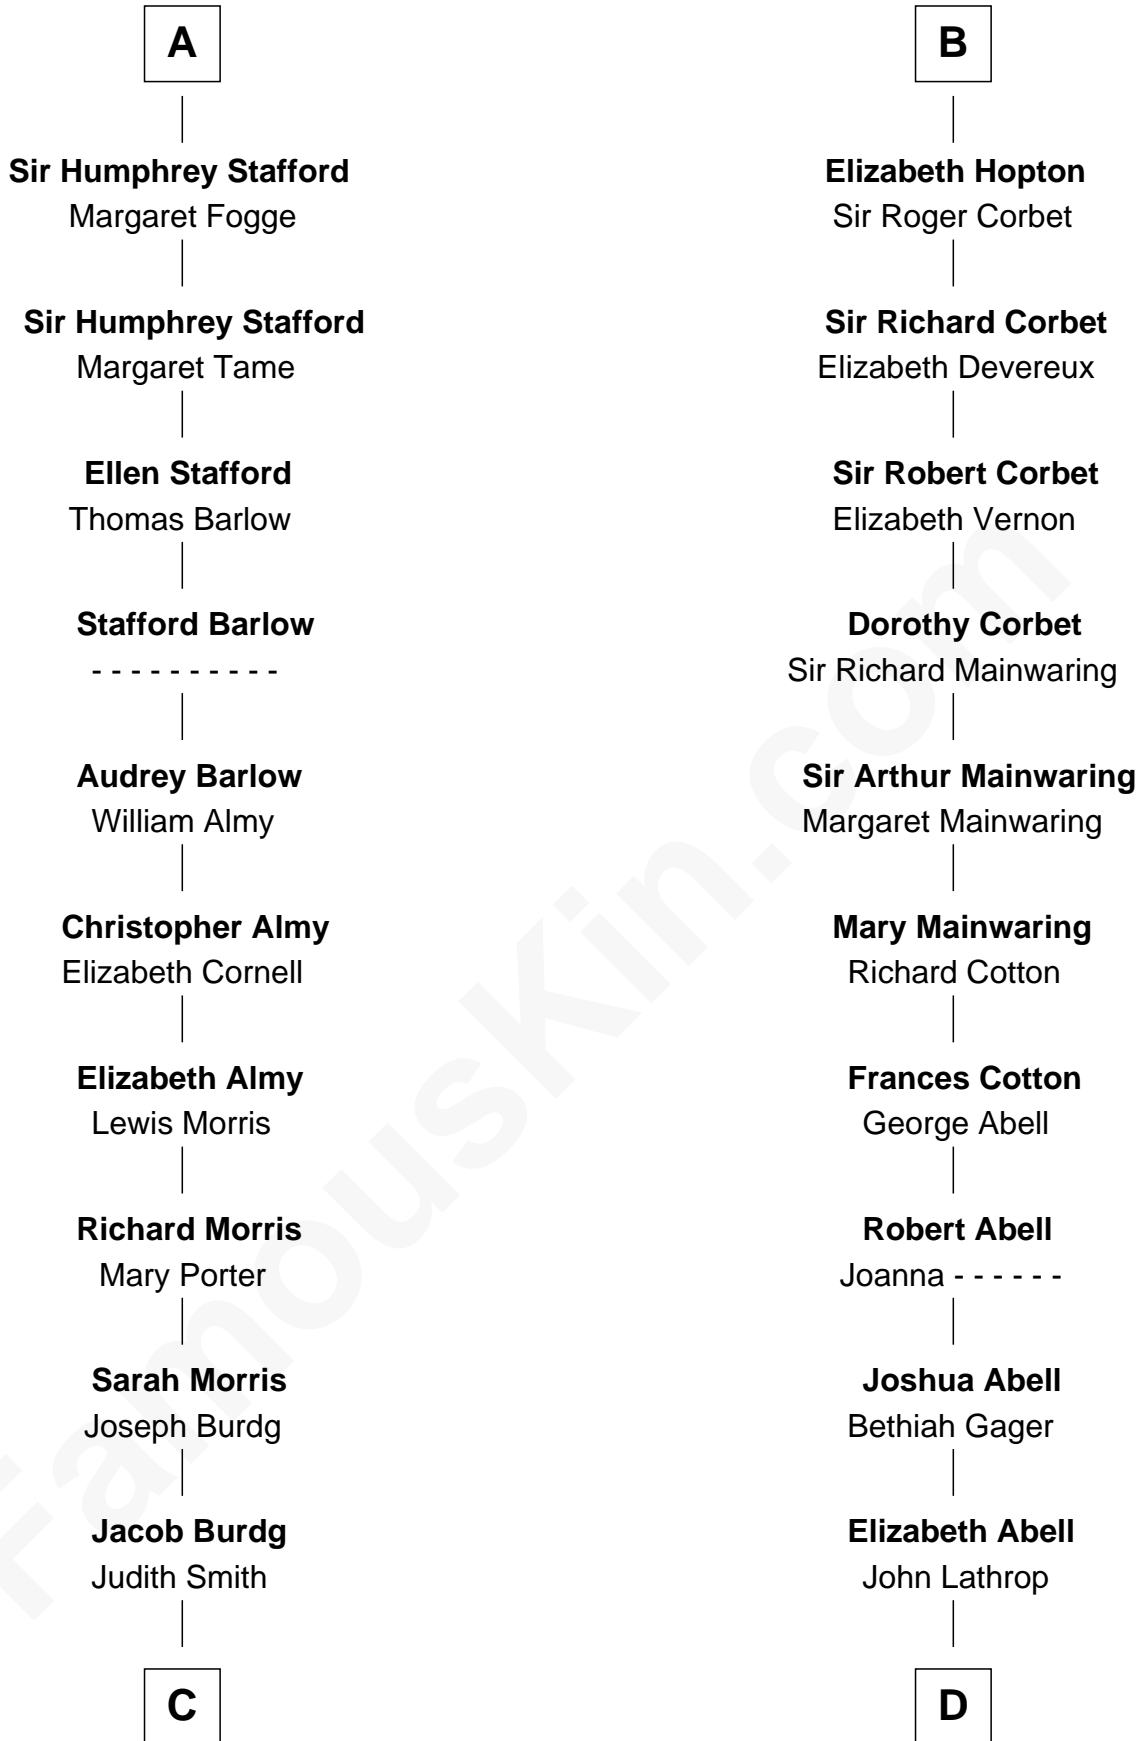 A
Sir Humphrey Stafford
Margaret Fogge
Sir Humphrey Stafford
Margaret Tame
Ellen Stafford
Thomas Barlow
Stafford Barlow
- - - - - - - - - -
Audrey Barlow
William Almy
Christopher Almy
Elizabeth Cornell
Elizabeth Almy
Lewis Morris
Richard Morris
Mary Porter
Sarah Morris
Joseph Burdg
Jacob Burdg
Judith Smith
C
B
Elizabeth Hopton
Sir Roger Corbet
Sir Richard Corbet
Elizabeth Devereux
Sir Robert Corbet
Elizabeth Vernon
Dorothy Corbet
Sir Richard Mainwaring
Sir Arthur Mainwaring
Margaret Mainwaring
Mary Mainwaring
Richard Cotton
Frances Cotton
George Abell
Robert Abell
Joanna - - - - - -
Joshua Abell
Bethiah Gager
Elizabeth Abell
John Lathrop
D
FamousKin.com